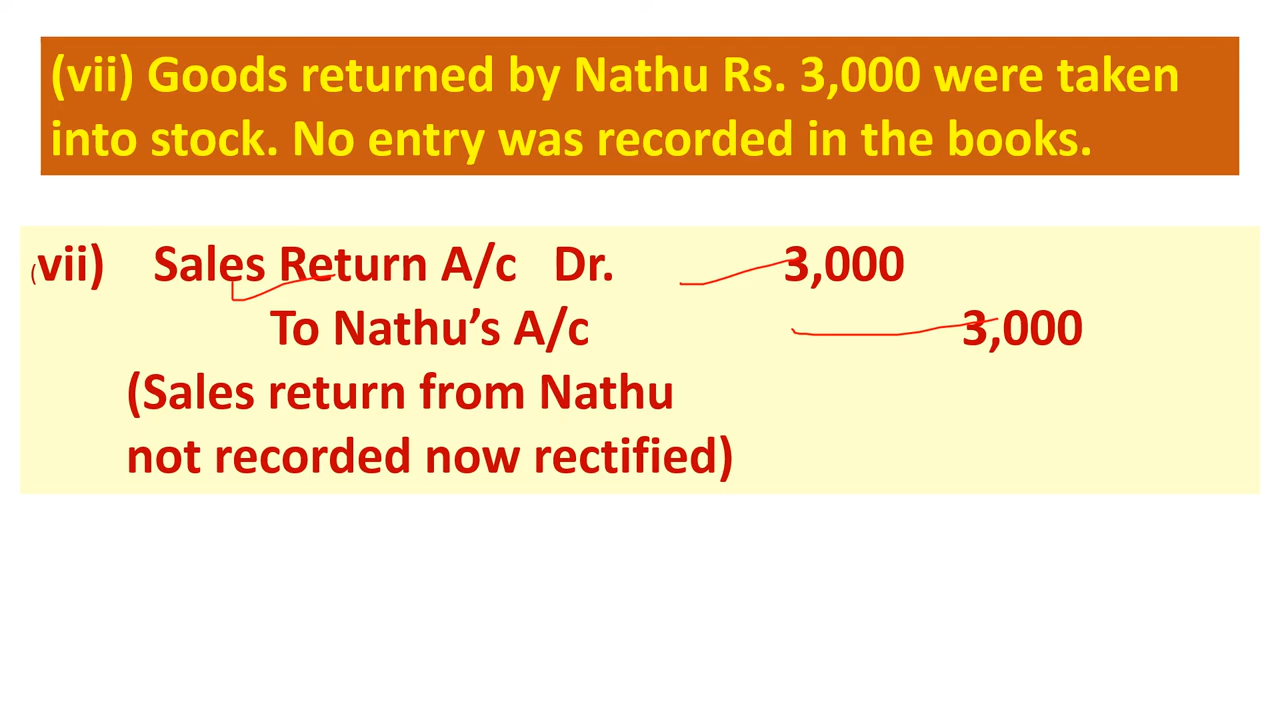 (vii) Goods returned by Nathu Rs. 3,000 were taken
into stock. No entry was recorded in the books.
(vii) Sales Return A/c Dr. 3,000
To Nathu’s A/c 3,000
(Sales return from Nathu
not recorded now rectified)